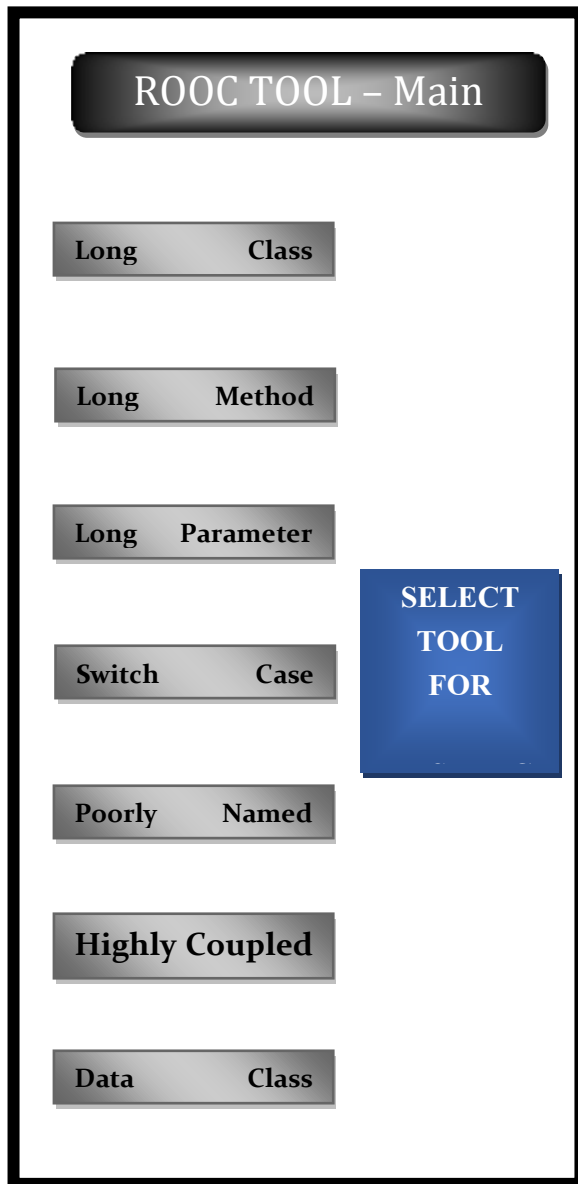 ROOC TOOL – Main
Long Class
Long Method
Long Parameter
SELECT
TOOL
FOR
Switch Case
Poorly Named
Highly Coupled
Data Class